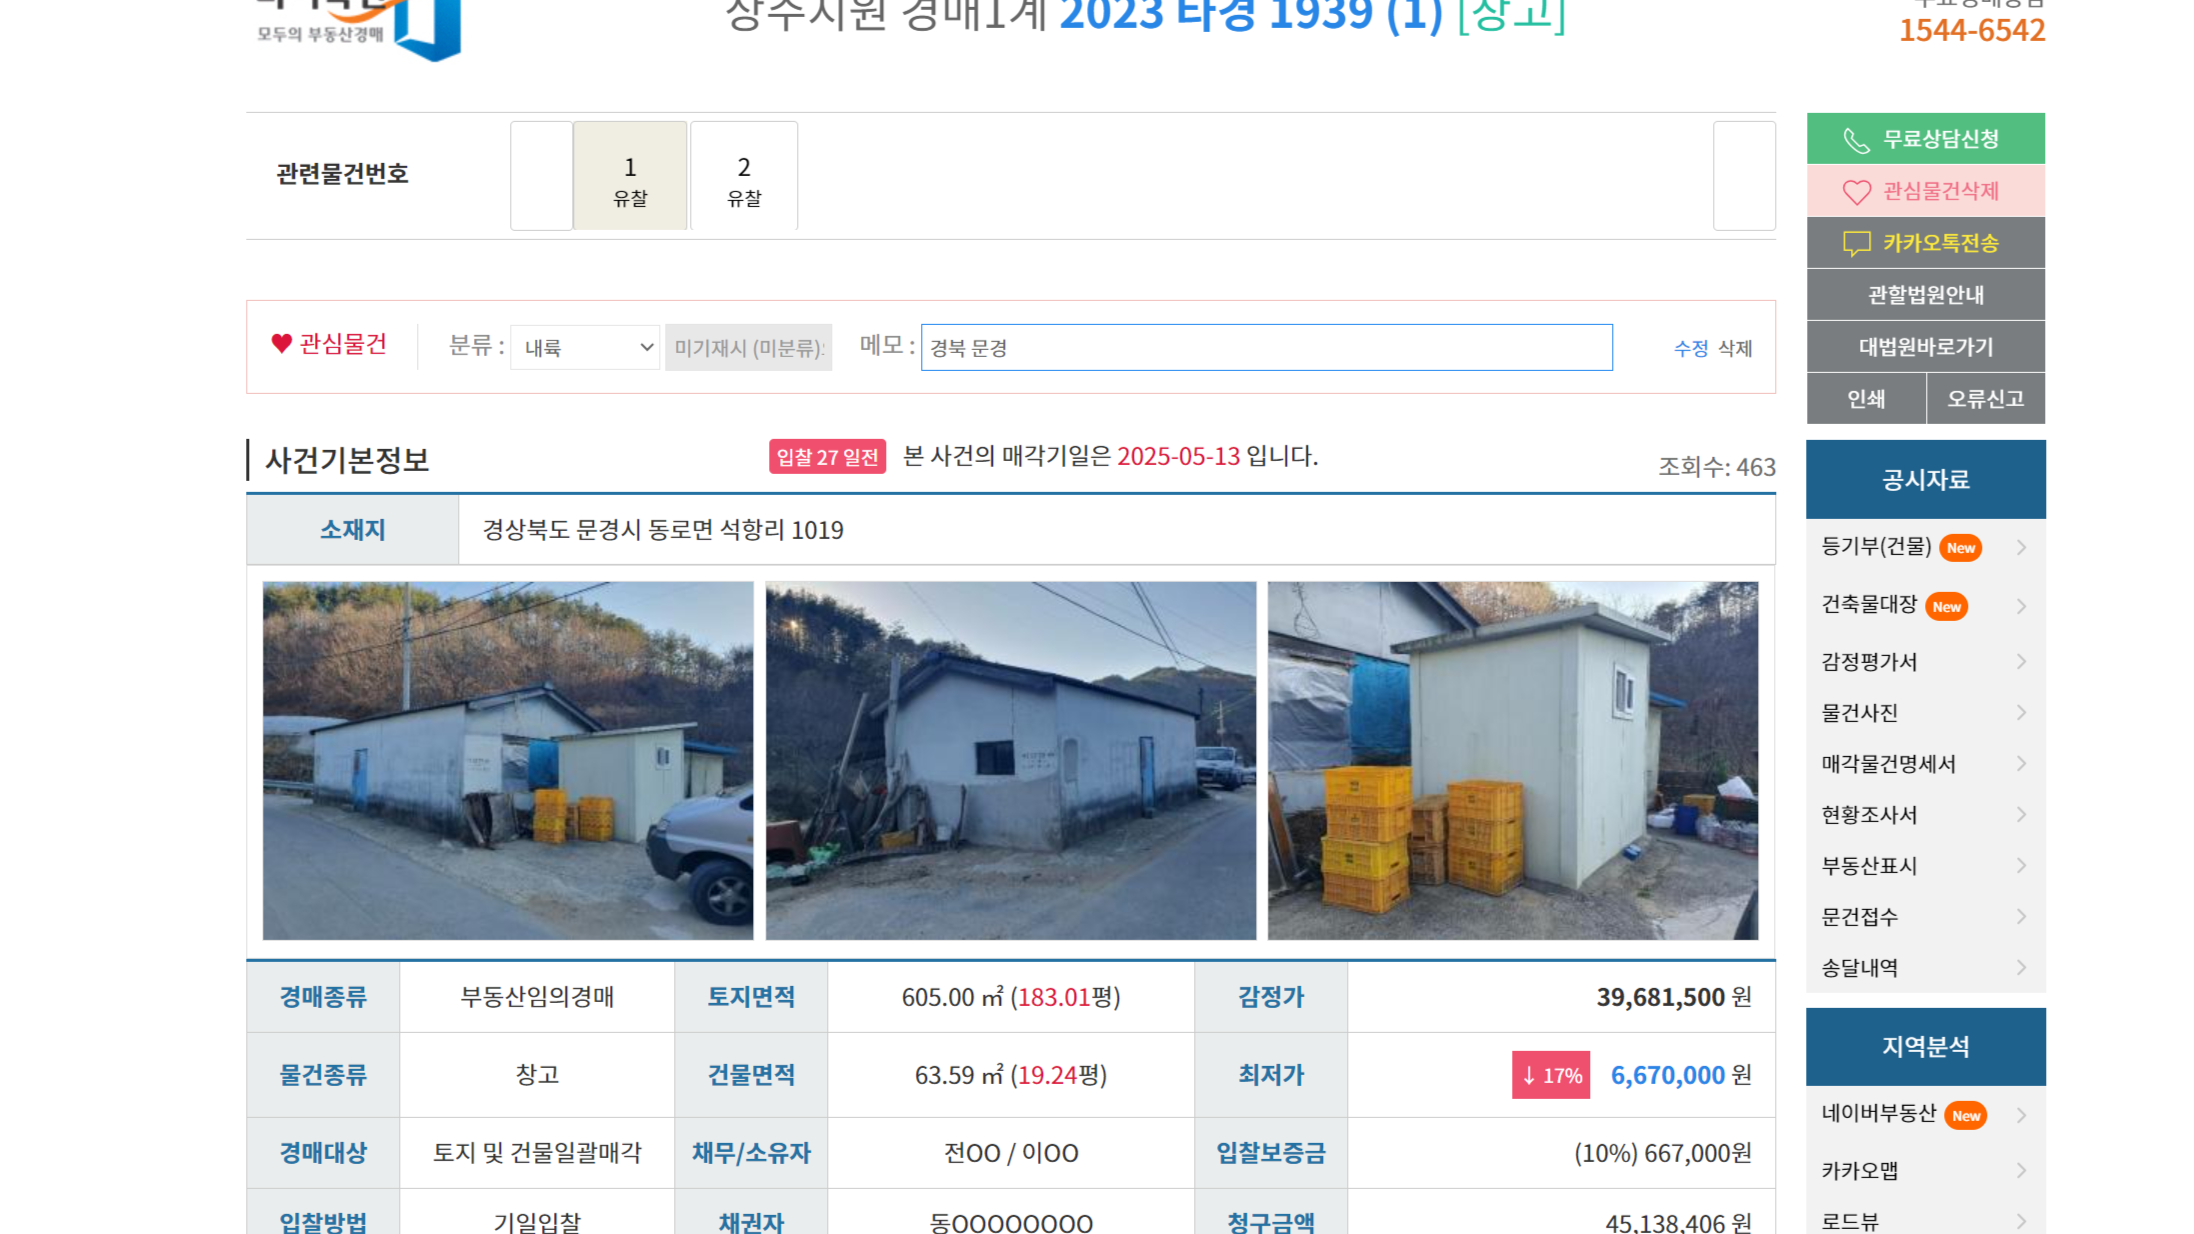 모두의 부동산경매
상주지원 경매1계 2023 타경 1939 (1) [창고]
1544-6542
관련물건번호
1
유찰
2
유찰
무료상담신청
관심물건삭제
카카오톡전송
관할법원안내
대법원바로가기
인쇄 오류신고
♥ 관심물건 분류 : 내륙 미기재시 (미분류): 메모 : 경북 문경 수정 삭제
사건기본정보 입찰 27 일전 본 사건의 매각기일은 2025-05-13 입니다. 조회수: 463
소재지 경상북도 문경시 동로면 석항리 1019
공시자료
등기부(건물) New
건축물대장 New
감정평가서
물건사진
매각물건명세서
현황조사서
부동산표시
문건접수
송달내역
경매종류 부동산임의경매 토지면적 605.00 ㎡ (183.01평) 감정가 39,681,500 원
물건종류 창고 건물면적 63.59 ㎡ (19.24평) 최저가 ↓ 17% 6,670,000 원
경매대상 토지 및 건물일괄매각 채무/소유자 전OO / 이OO 입찰보증금 (10%) 667,000원
입찰방법 기일입찰 채권자 동OOOOOOOO 청구금액 45,138,406 원
지역분석
네이버부동산 New
카카오맵
로드뷰